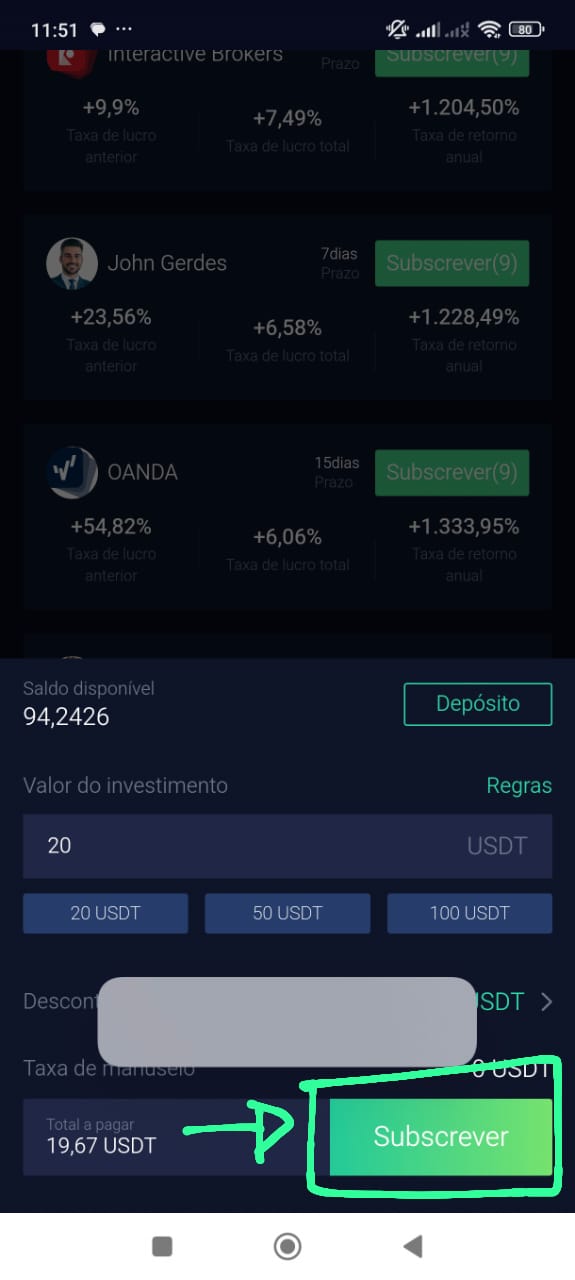 11:51
80
Interactive Brokers
Prazo
Subscrever(9)
+9,9%
Taxa de lucro
anterior
+7,49%
Taxa de lucro total
+1.204,50%
Taxa de retorno
anual
John Gerdes
7dias
Prazo
Subscrever(9)
+23,56%
Taxa de lucro
anterior
+6,58%
Taxa de lucro total
+1.228,49%
Taxa de retorno
anual
OANDA
15dias
Prazo
Subscrever(9)
+54,82%
Taxa de lucro
anterior
+6,06%
Taxa de lucro total
+1.333,95%
Taxa de retorno
anual
Saldo disponível
94,2426
Depósito
Valor do investimento
Regras
20
USDT
20 USDT
50 USDT
100 USDT
Taxa de manuseio
0 USDT
Total a pagar
19,67 USDT
Subscrever